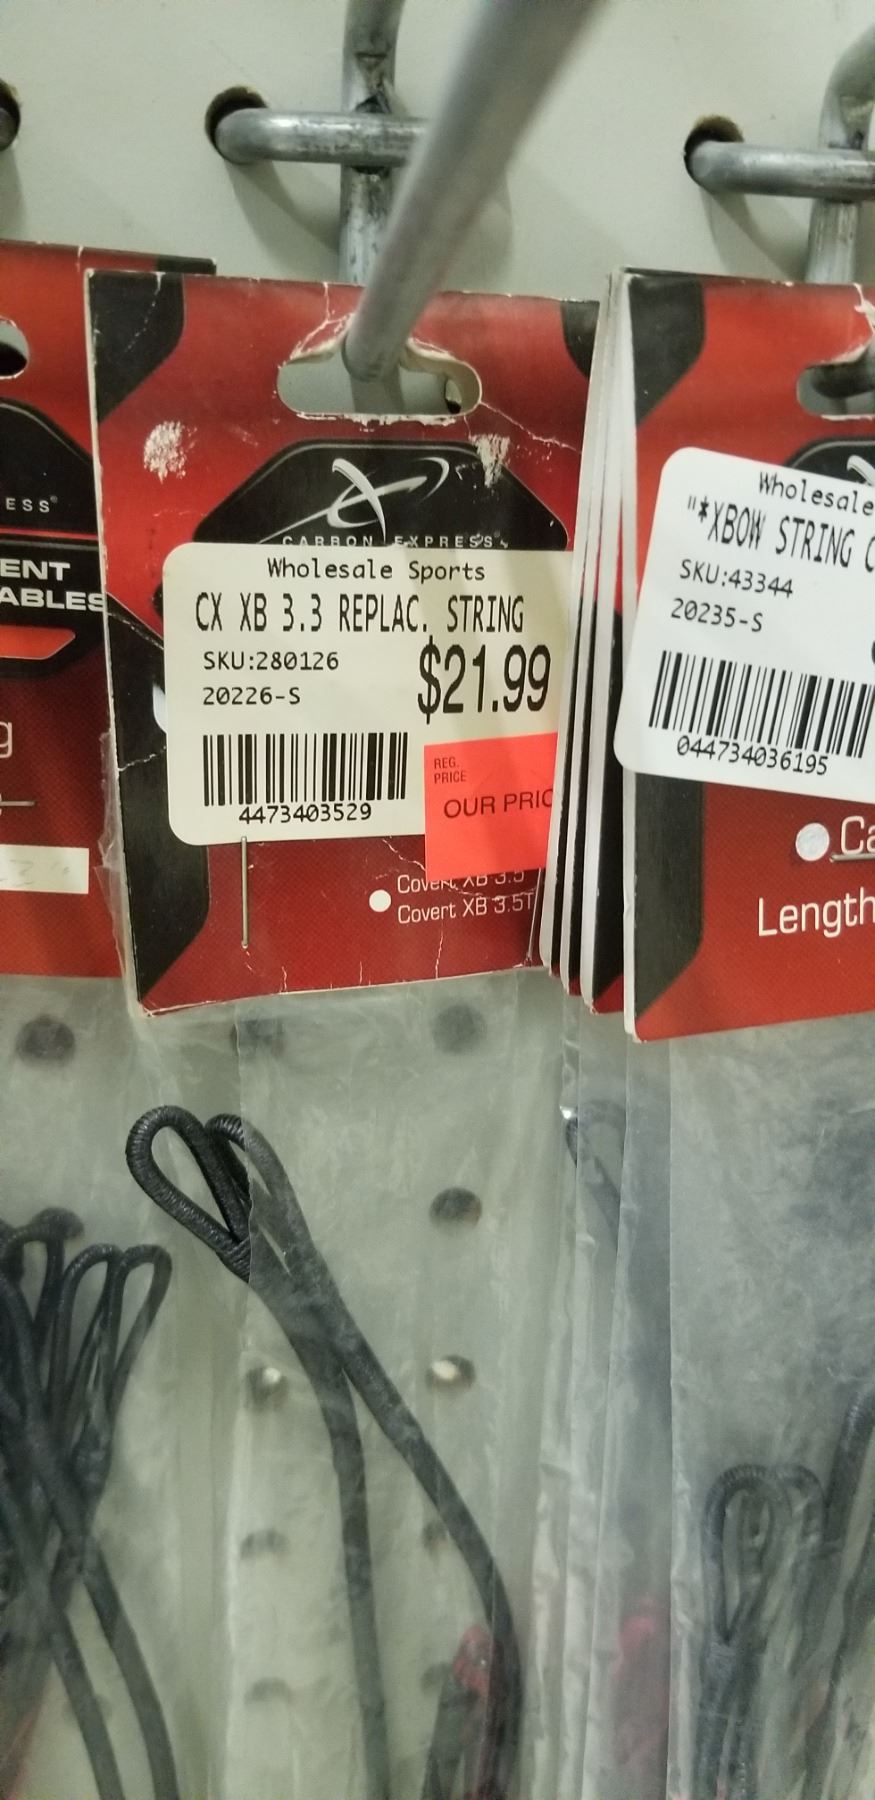 ESS®
ENT
ABLES
g
CARBON EXPRESS®
Wholesale Sports
CX XB 3.3 REPLAC. STRING
SKU:280126
$21.99
20226-S
4473403529
REG.
PRICE
OUR PRIC
Covert XB 3.5
Covert XB 3.5T
Wholesale
"*XBOW STRING C
SKU:43344
20235-S
044734036195
Ca
Length